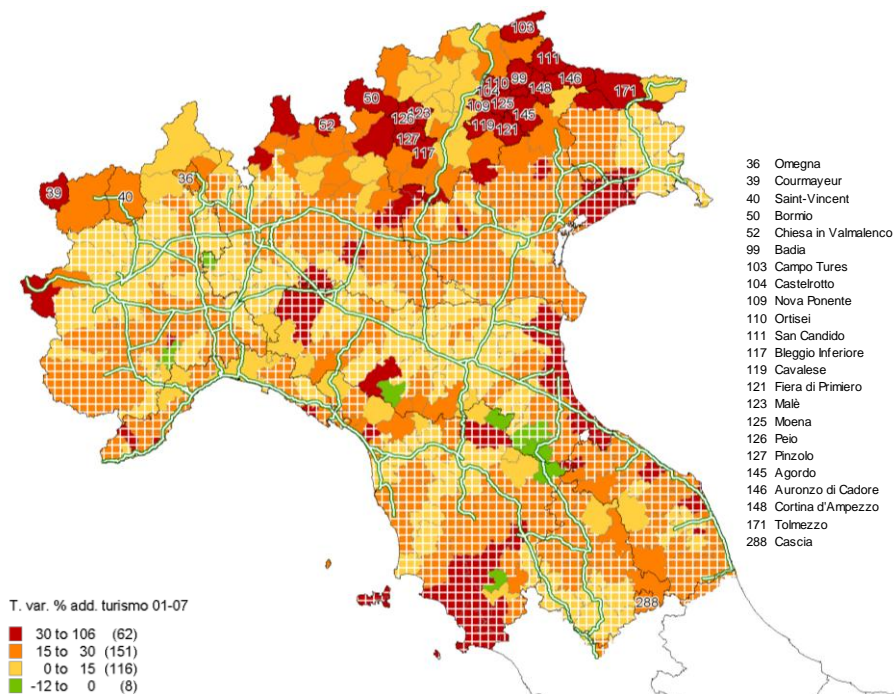 103
111
50
110
99
146
104
148
171
52
126
123
109
125
145
119
121
127
117
36
39
40
288
36 Omegna
39 Courmayeur
40 Saint-Vincent
50 Bormio
52 Chiesa in Valmalenco
99 Badia
103 Campo Tures
104 Castelrotto
109 Nova Ponente
110 Ortisei
111 San Candido
117 Bleggio Inferiore
119 Cavalese
121 Fiera di Primiero
123 Malè
125 Moena
126 Peio
127 Pinzolo
145 Agordo
146 Auronzo di Cadore
148 Cortina d'Ampezzo
171 Tolmezzo
288 Cascia
T. var. % add. turismo 01-07
30 to 106 (62)
15 to 30 (151)
0 to 15 (116)
-12 to 0 (8)